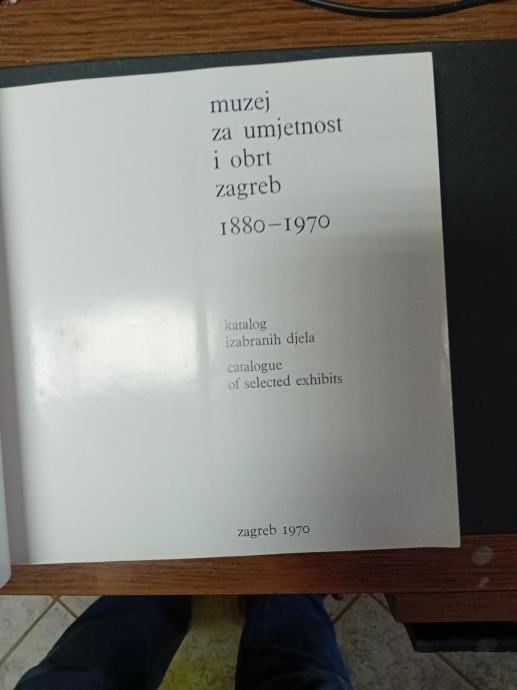 muzej
za umjetnost
i obrt
zagreb
1880–1970
katalog
izabranih djela
catalogue
of selected exhibits
zagreb 1970